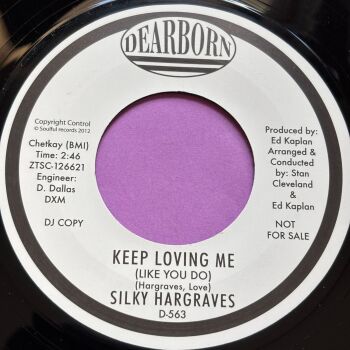 DEARBORN
Copyright Control
© Soulful records 2012
Chetkay (BMI)
Time: 2:46
ZTSC-126621
Engineer:
D. Dallas
DXM
DJ COPY
Produced by:
Ed Kaplan
Arranged &
Conducted
by: Stan
Cleveland &
Ed Kaplan
NOT
FOR SALE
KEEP LOVING ME
(LIKE YOU DO)
(Hargraves, Love)
SILKY HARGRAVES
D-563